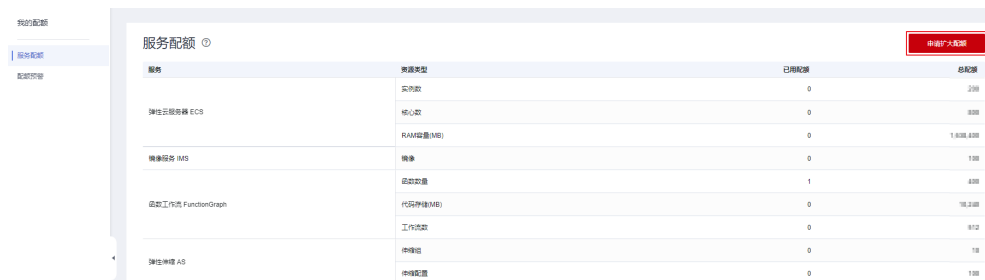 我的配额
服务配额
配额预警
服务配额
申请扩大配额
服务 资源类型 已用配额 总配额
弹性云服务器 ECS
实例数 0
核心数 0
RAM容量(MB) 0
镜像服务 IMS 镜像 0 100
函数工作流 FunctionGraph
函数数量 1
代码存储(MB) 0
工作流数 0 512
弹性伸缩 AS
伸缩组 0 10
伸缩配置 0 100